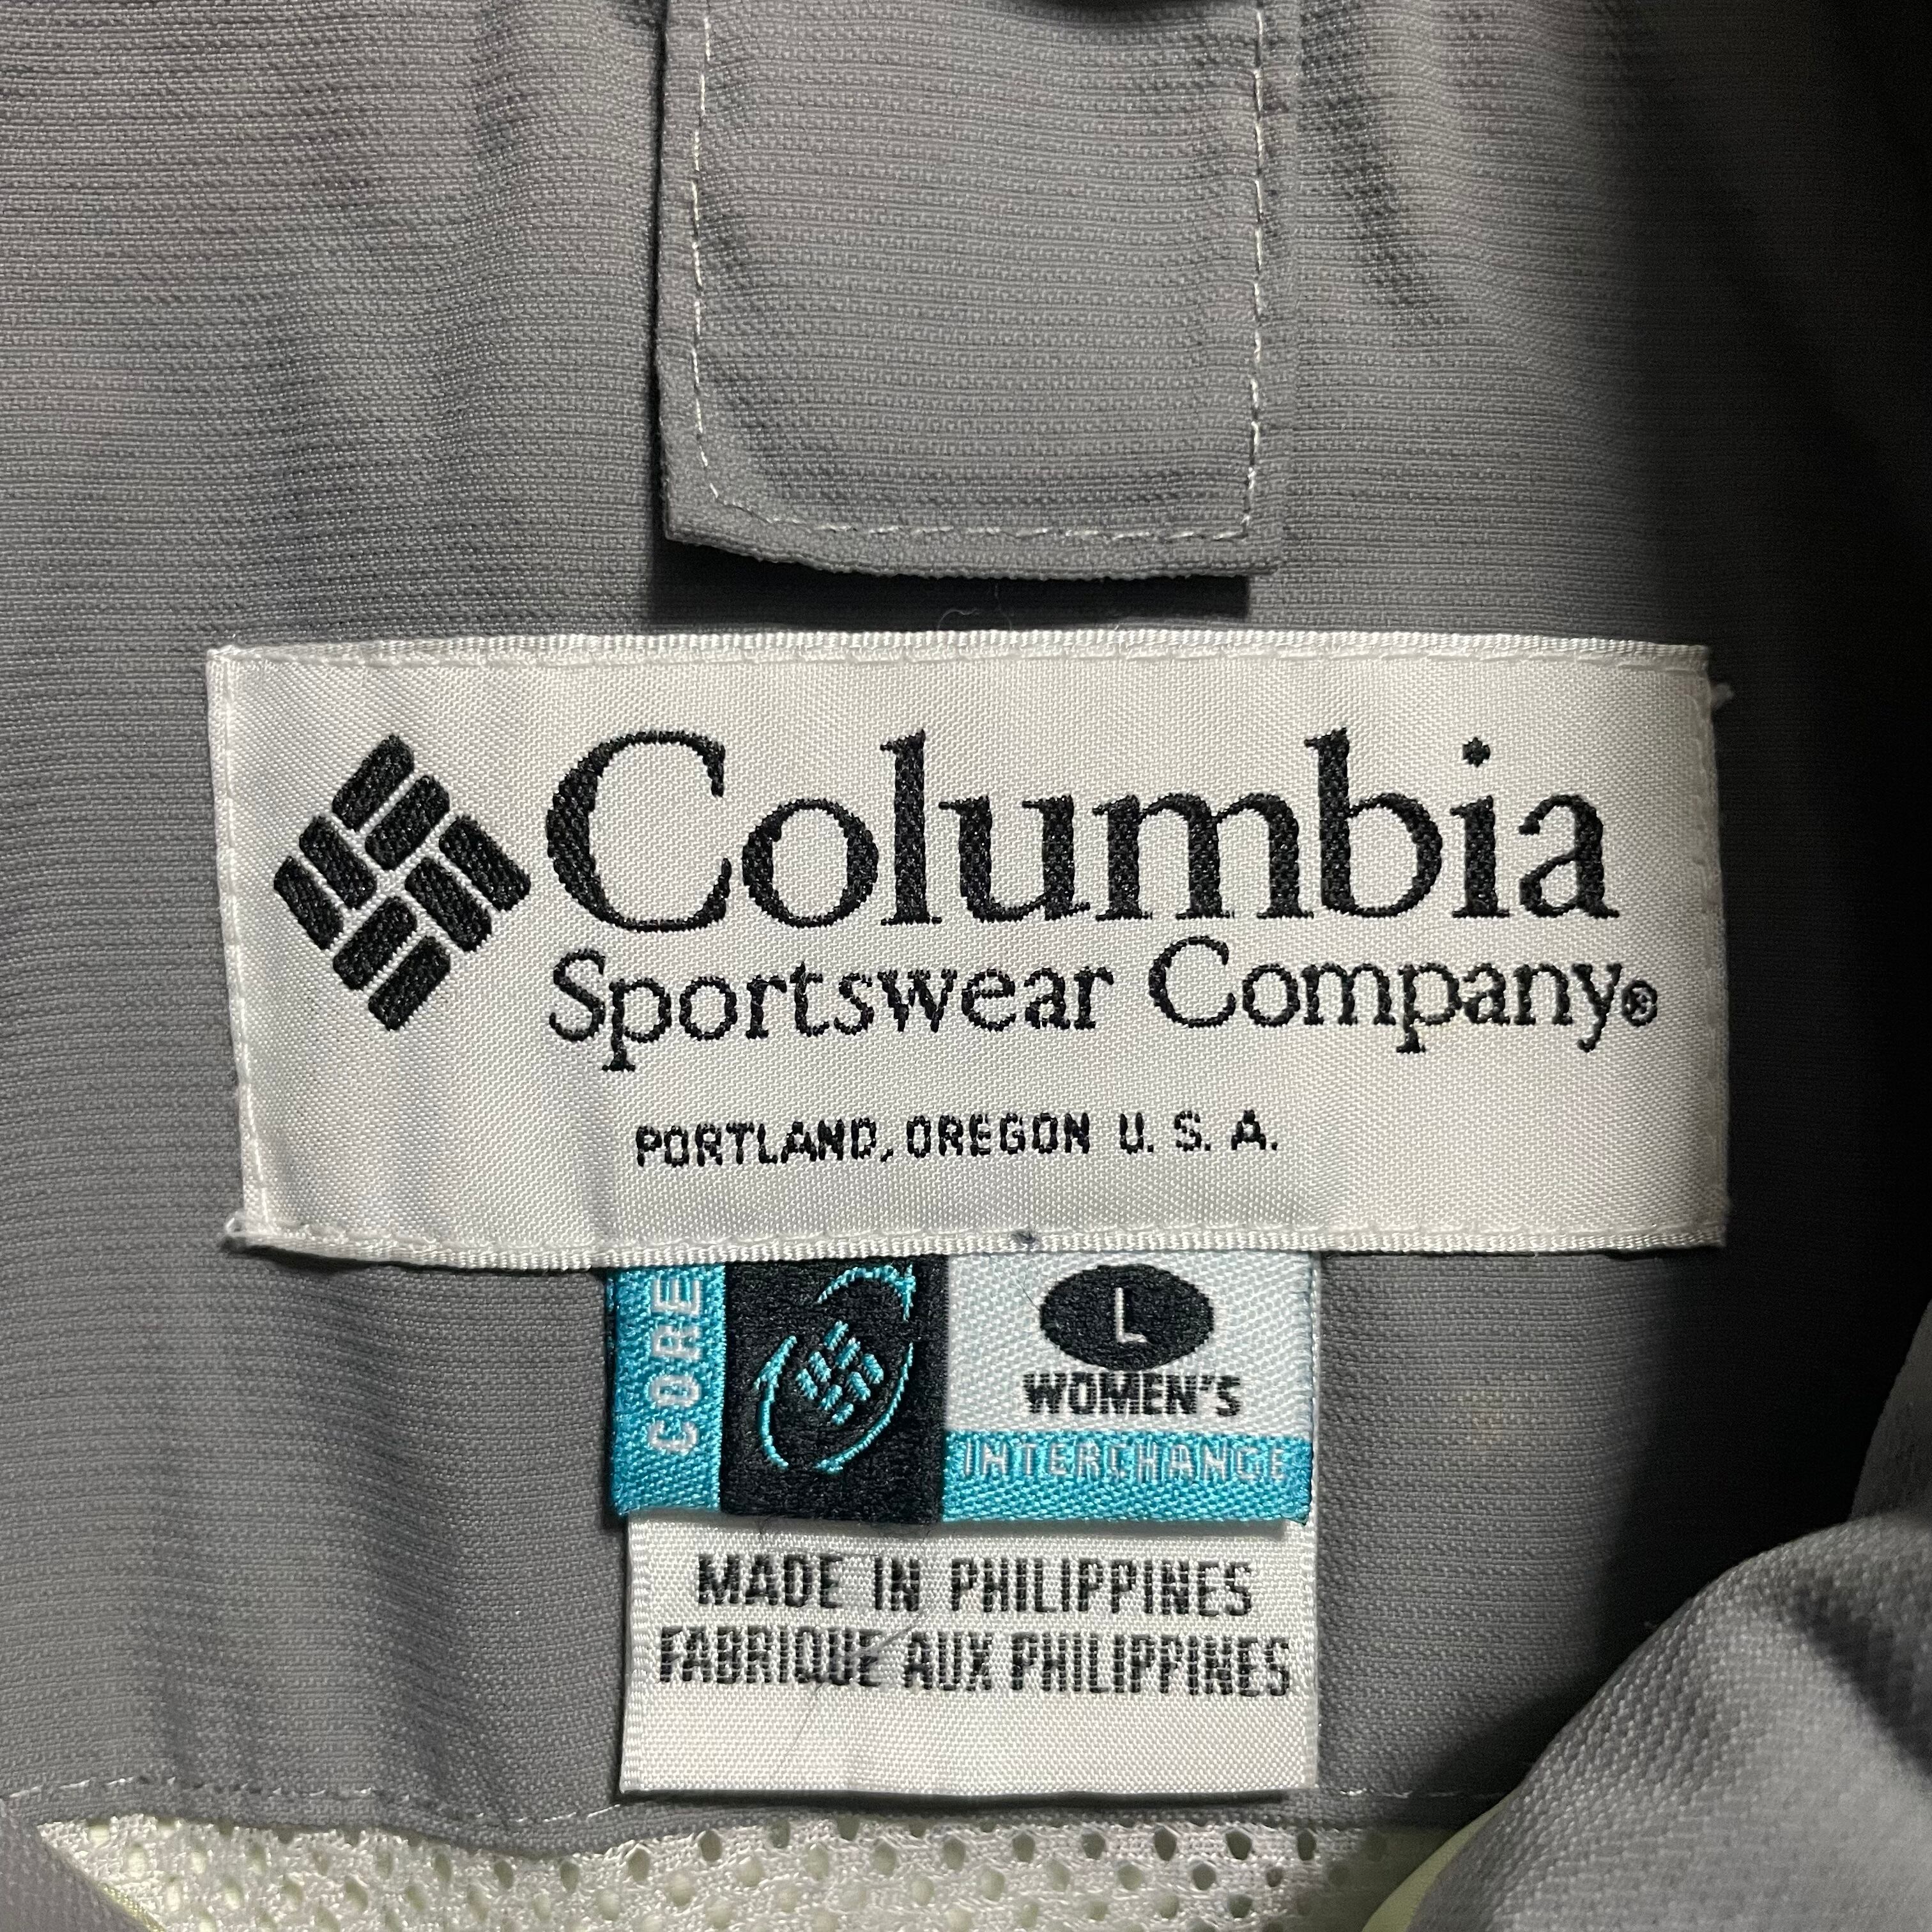 Columbia
Sportswear Company®
PORTLAND, OREGON U. S. A.
CORE
L
WOMEN'S
INTERCHANGE
MADE IN PHILIPPINES
FABRIQUE AUX PHILIPPINES